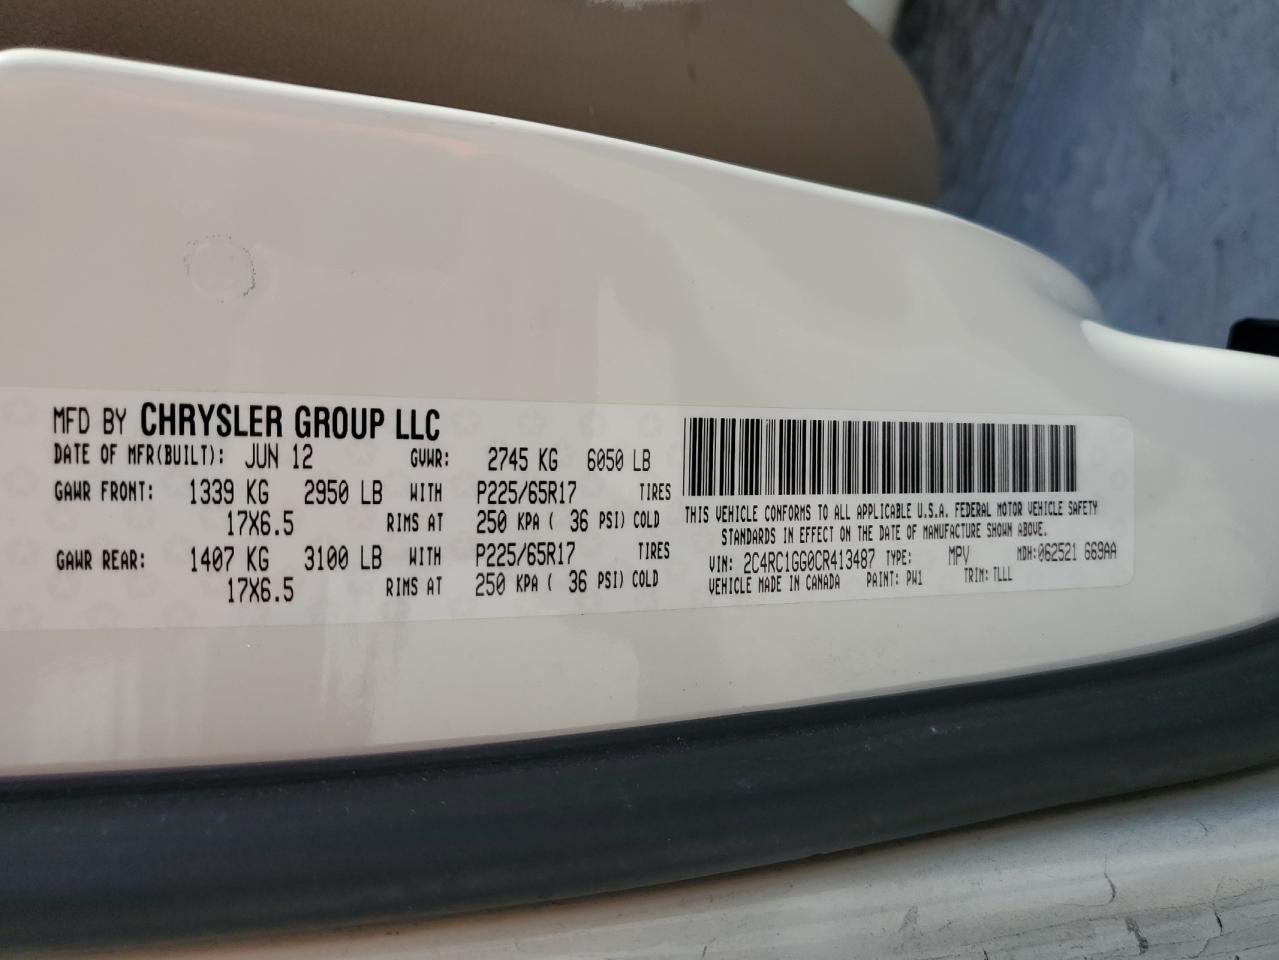 MFD BY CHRYSLER GROUP LLC
DATE OF MFR(BUILT): JUN 12 GVWR: 2745 KG 6050 LB
GAWR FRONT: 1339 KG 2950 LB WITH P225/65R17 TIRES
17X6.5 RIMS AT 250 KPA ( 36 PSI) COLD
GAWR REAR: 1407 KG 3100 LB WITH P225/65R17 TIRES
17X6.5 RIMS AT 250 KPA ( 36 PSI) COLD
THIS VEHICLE CONFORMS TO ALL APPLICABLE U.S.A. FEDERAL MOTOR VEHICLE SAFETY
STANDARDS IN EFFECT ON THE DATE OF MANUFACTURE SHOWN ABOVE.
VIN: 2C4RC1GG0CR413487 TYPE: MPV MDH:062521 669AA
VEHICLE MADE IN CANADA PAINT: PW1 TRIM: TLLL